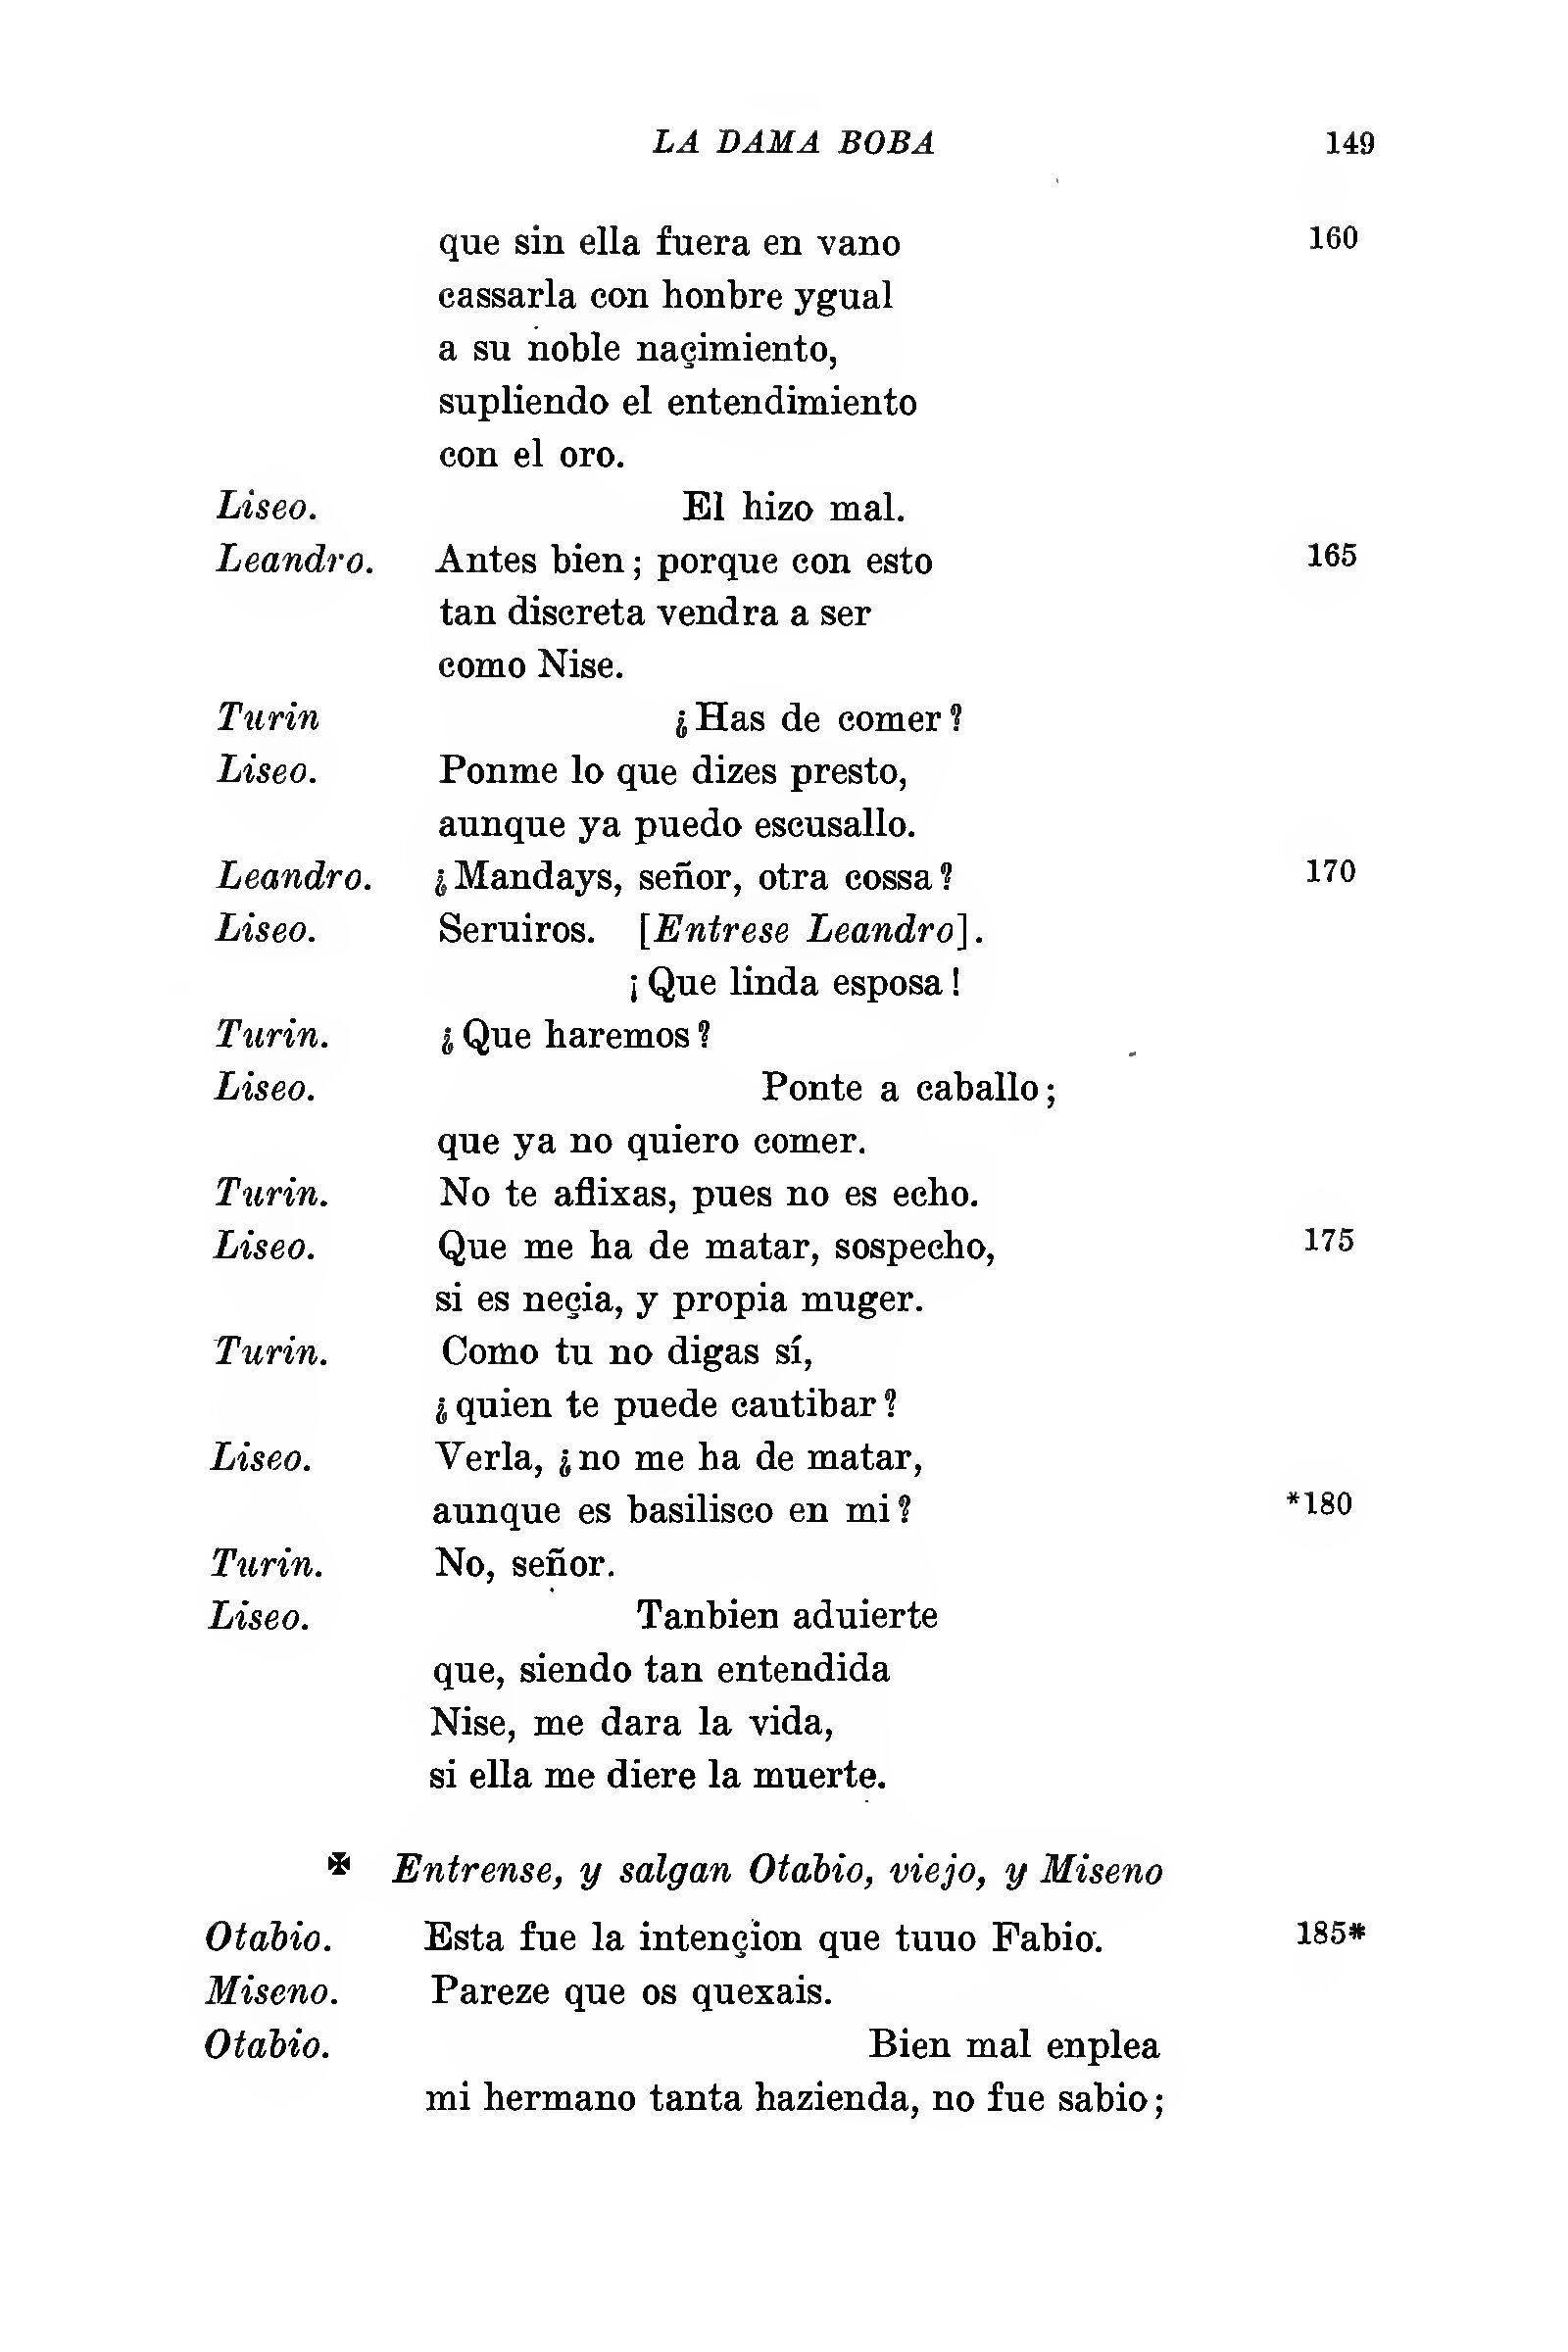 LA DAMA BOBA 149
que sin ella fuera en vano 160
cassarla con honbre ygual
a su noble naçimiento,
supliendo el entendimiento
con el oro.
Liseo. El hizo mal.
Leandro. Antes bien; porque con esto 165
tan discreta vendra a ser
como Nise.
Turin ¿Has de comer?
Liseo. Ponme lo que dizes presto,
aunque ya puedo escusallo.
Leandro. ¿Mandays, señor, otra cossa? 170
Liseo. Seruiros. [Entrese Leandro].
¡Que linda esposa!
Turin. ¿Que haremos?
Liseo. Ponte a caballo;
que ya no quiero comer.
Turin. No te aflixas, pues no es echo.
Liseo. Que me ha de matar, sospecho, 175
si es neçia, y propia muger.
Turin. Como tu no digas sí,
¿quien te puede cautibar?
Liseo. Verla, ¿no me ha de matar,
aunque es basilisco en mi? *180
Turin. No, señor.
Liseo. Tanbien aduierte
que, siendo tan entendida
Nise, me dara la vida,
si ella me diere la muerte.
✠ Entrense, y salgan Otabio, viejo, y Miseno
Otabio. Esta fue la intençion que tuuo Fabio. 185*
Miseno. Pareze que os quexais.
Otabio. Bien mal enplea
mi hermano tanta hazienda, no fue sabio;